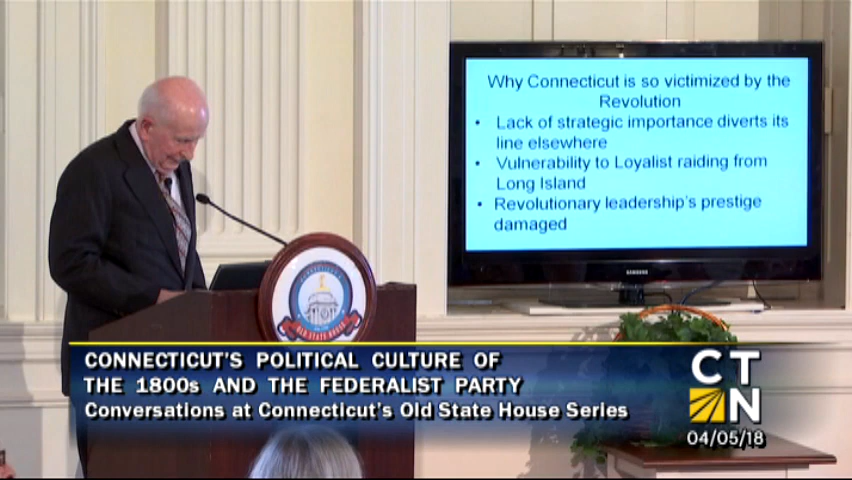 Why Connecticut is so victimized by the
Revolution
• Lack of strategic importance diverts its
line elsewhere
• Vulnerability to Loyalist raiding from
Long Island
• Revolutionary leadership's prestige
damaged
SAMSUNG
OLD STATE HOUSE
CONNECTICUT'S POLITICAL CULTURE OF
THE 1800s AND THE FEDERALIST PARTY
Conversations at Connecticut's Old State House Series
CTN
04/05/18